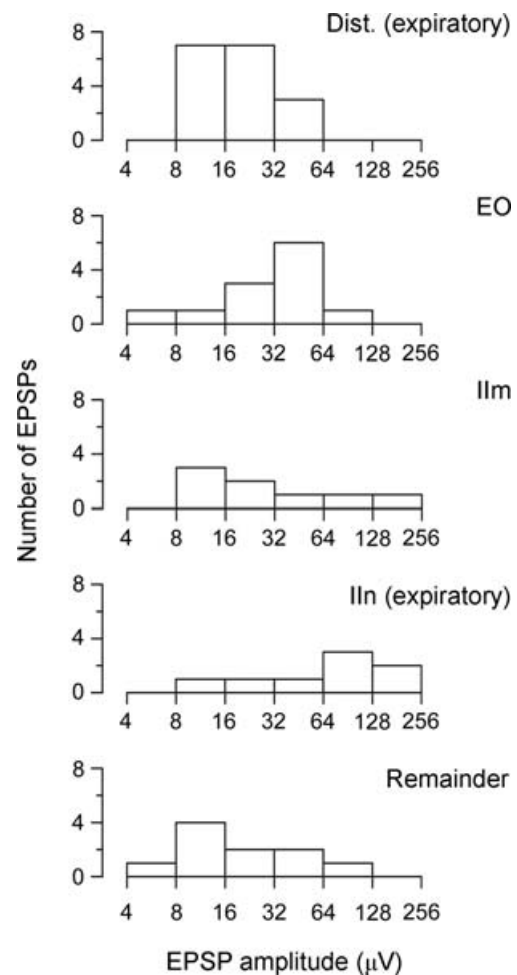 Dist. (expiratory)
8
4
0
4 8 16 32 64 128 256
EO
8
4
0
4 8 16 32 64 128 256
IIm
8
4
0
4 8 16 32 64 128 256
IIn (expiratory)
8
4
0
4 8 16 32 64 128 256
Remainder
8
4
0
4 8 16 32 64 128 256
Number of EPSPs
EPSP amplitude (μV)